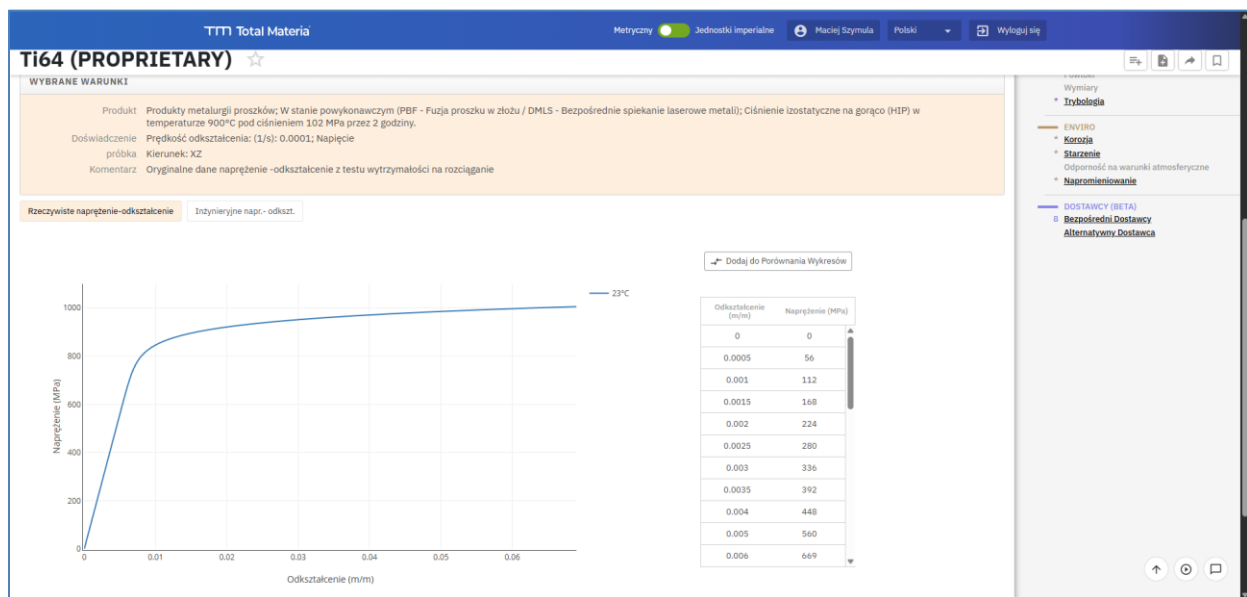 Total Materia
Metryczny Jednostki imperialne Maciej Szymula Polski Wyloguj się
Ti64 (PROPRIETARY)
WYBRANE WARUNKI
Produkt Produkty metalurgii proszków; W stanie powykonawczym (PBF - Fuzja proszku w złożu / DMLS - Bezpośrednie spiekanie laserowe metali); Ciśnienie izostatyczne na gorąco (HIP) w
temperaturze 900°C pod ciśnieniem 102 MPa przez 2 godziny.
Doświadczenie Prędkość odkształcenia: (1/s): 0.0001; Napięcie
próbka Kierunek: XZ
Komentarz Oryginalne dane naprężenie -odkształcenie z testu wytrzymałości na rozciąganie
Rzeczywiste naprężenie-odkształcenie Inżynieryjne napr.- odkszt.
Dodaj do Porównania Wykresów
23°C
Naprężenie (MPa)
1000
800
600
400
200
0
0 0.01 0.02 0.03 0.04 0.05 0.06
Odkształcenie (m/m)
Odkształcenie
(m/m) Naprężenie (MPa)
0 0
0.0005 56
0.001 112
0.0015 168
0.002 224
0.0025 280
0.003 336
0.0035 392
0.004 448
0.005 560
0.006 669
Wymiary
* Trybologia
ENVIRO
* Korozja
* Starzenie
Odporność na warunki atmosferyczne
* Napromieniowanie
DOSTAWCY (BETA)
B Bezpośredni Dostawcy
Alternatywny Dostawca